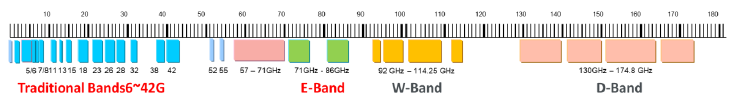 10 20 30 40 50 60 70 80 90 100 110 120 130 140 150 160 170 180
5/6 7/8 11 13 15 18 23 26 28 32 38 42 52 55 57 – 71GHz 71GHz - 86GHz 92 GHz – 114.25 GHz 130GHz – 174.8 GHz
Traditional Bands6~42G E-Band W-Band D-Band